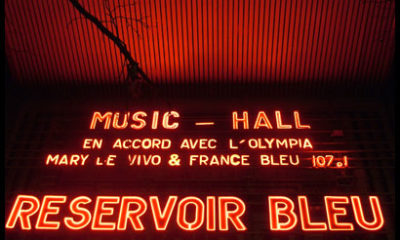 MUSIC - HALL
EN ACCORD AVEC L'OLYMPIA
MARY LE VIVO & FRANCE BLEU 107.1
RESERVOIR BLEU